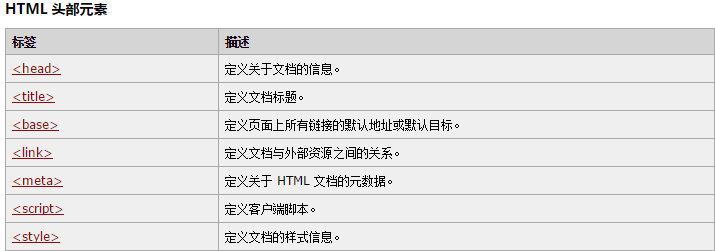 HTML 头部元素
标签 描述
<head> 定义关于文档的信息。
<title> 定义文档标题。
<base> 定义页面上所有链接的默认地址或默认目标。
<link> 定义文档与外部资源之间的关系。
<meta> 定义关于 HTML 文档的元数据。
<script> 定义客户端脚本。
<style> 定义文档的样式信息。